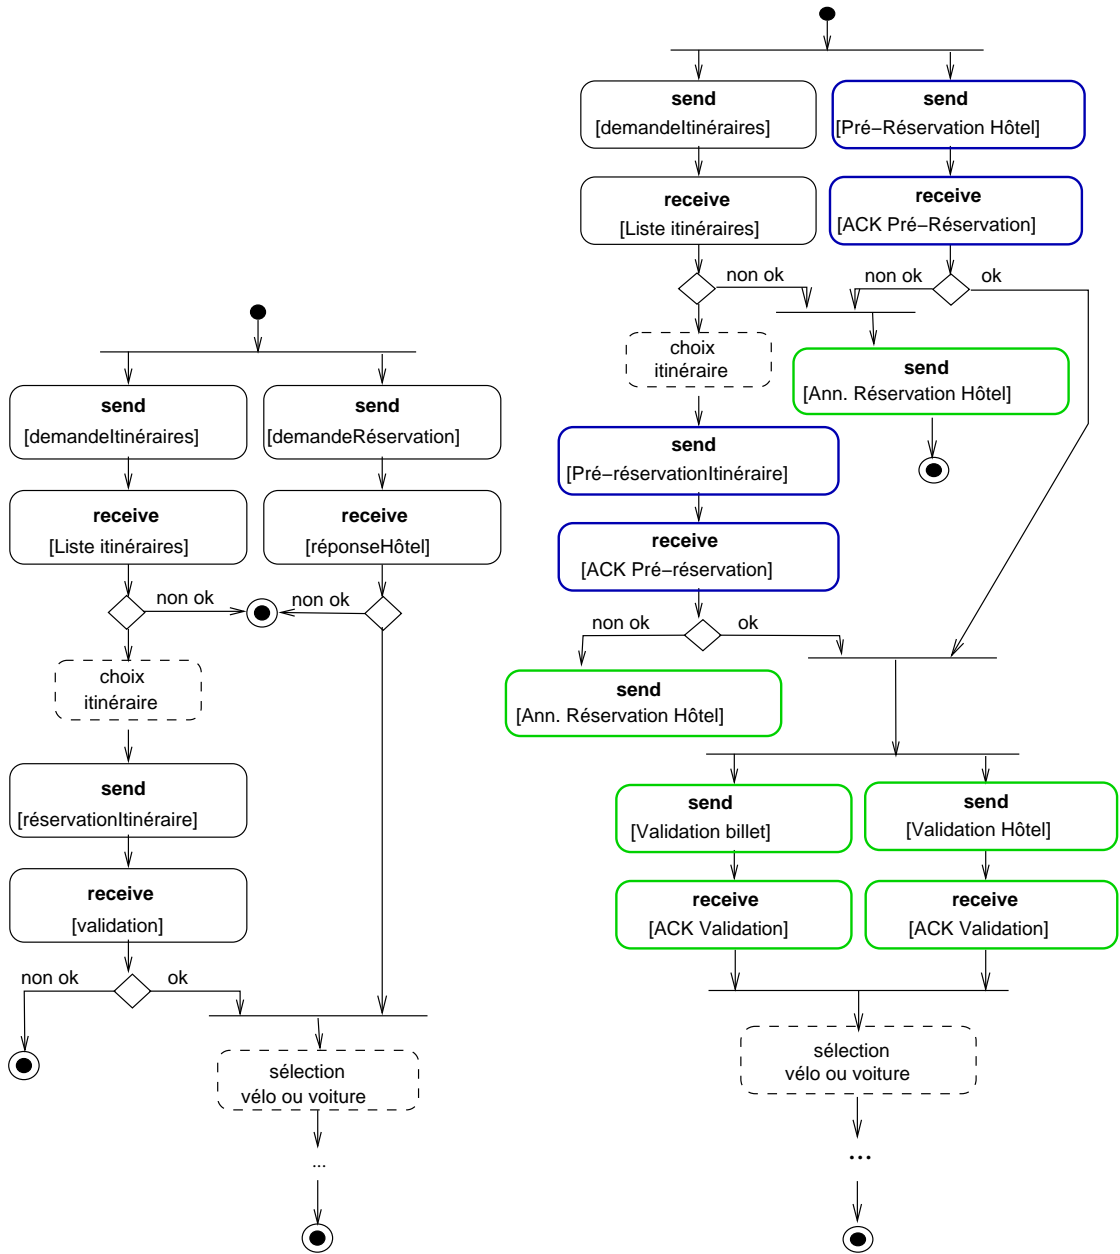 send
[demandeItinéraires]
send
[demandeRéservation]
receive
[Liste itinéraires]
receive
[réponseHôtel]
non ok
non ok
choix
itinéraire
send
[réservationItinéraire]
receive
[validation]
non ok
ok
sélection
vélo ou voiture
...
send
[demandeItinéraires]
send
[Pré−Réservation Hôtel]
receive
[Liste itinéraires]
receive
[ACK Pré−Réservation]
non ok
non ok
ok
choix
itinéraire
send
[Ann. Réservation Hôtel]
send
[Pré−réservationItinéraire]
receive
[ACK Pré−réservation]
non ok
ok
send
[Ann. Réservation Hôtel]
send
[Validation billet]
send
[Validation Hôtel]
receive
[ACK Validation]
receive
[ACK Validation]
sélection
vélo ou voiture
...